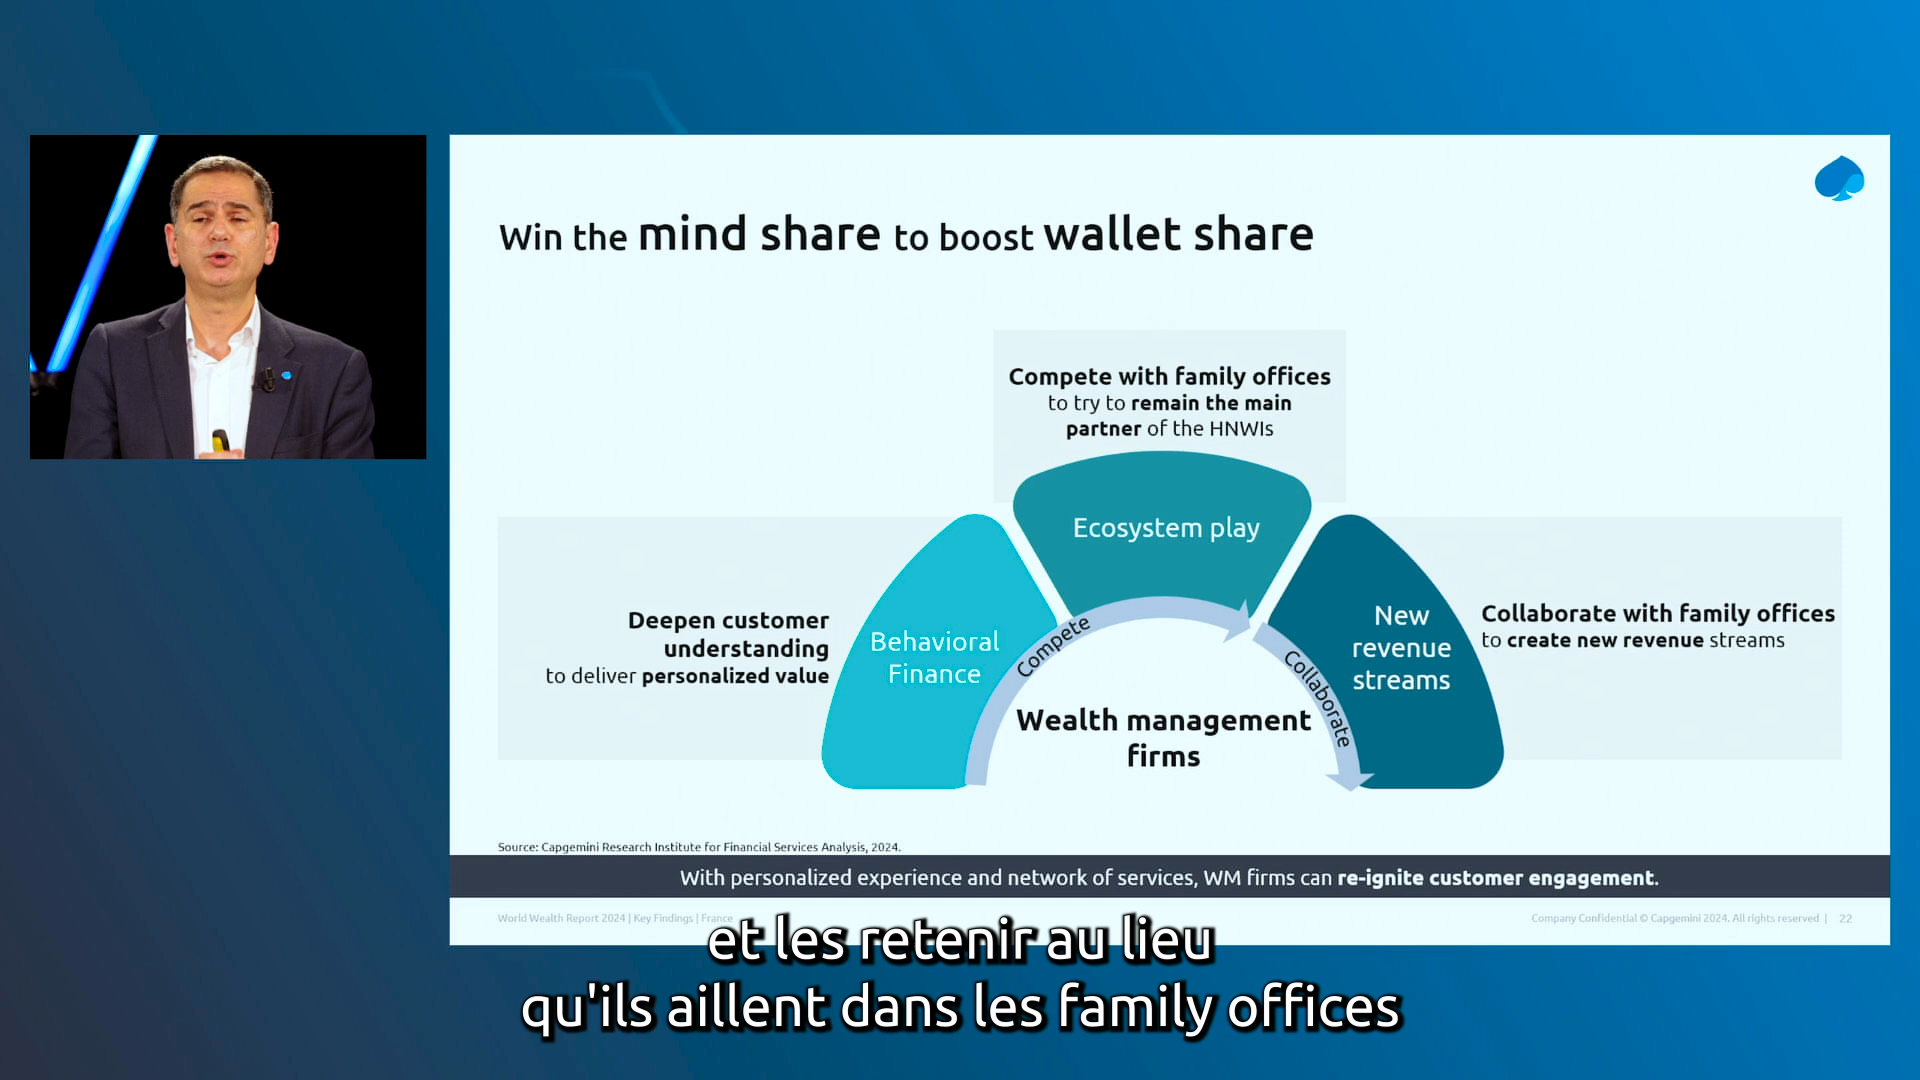 Win the mind share to boost wallet share
Compete with family offices
to try to remain the main
partner of the HNWIs
Ecosystem play
Deepen customer
understanding
to deliver personalized value
Behavioral
Finance
Compete
Collaborate
New
revenue
streams
Collaborate with family offices
to create new revenue streams
Wealth management
firms
Source: Capgemini Research Institute for Financial Services Analysis, 2024.
With personalized experience and network of services, WM firms can re-ignite customer engagement.
World Wealth Report 2024 | Key Findings | France
Company Confidential © Capgemini 2024. All rights reserved | 22
et les retenir au lieu
qu'ils aillent dans les family offices